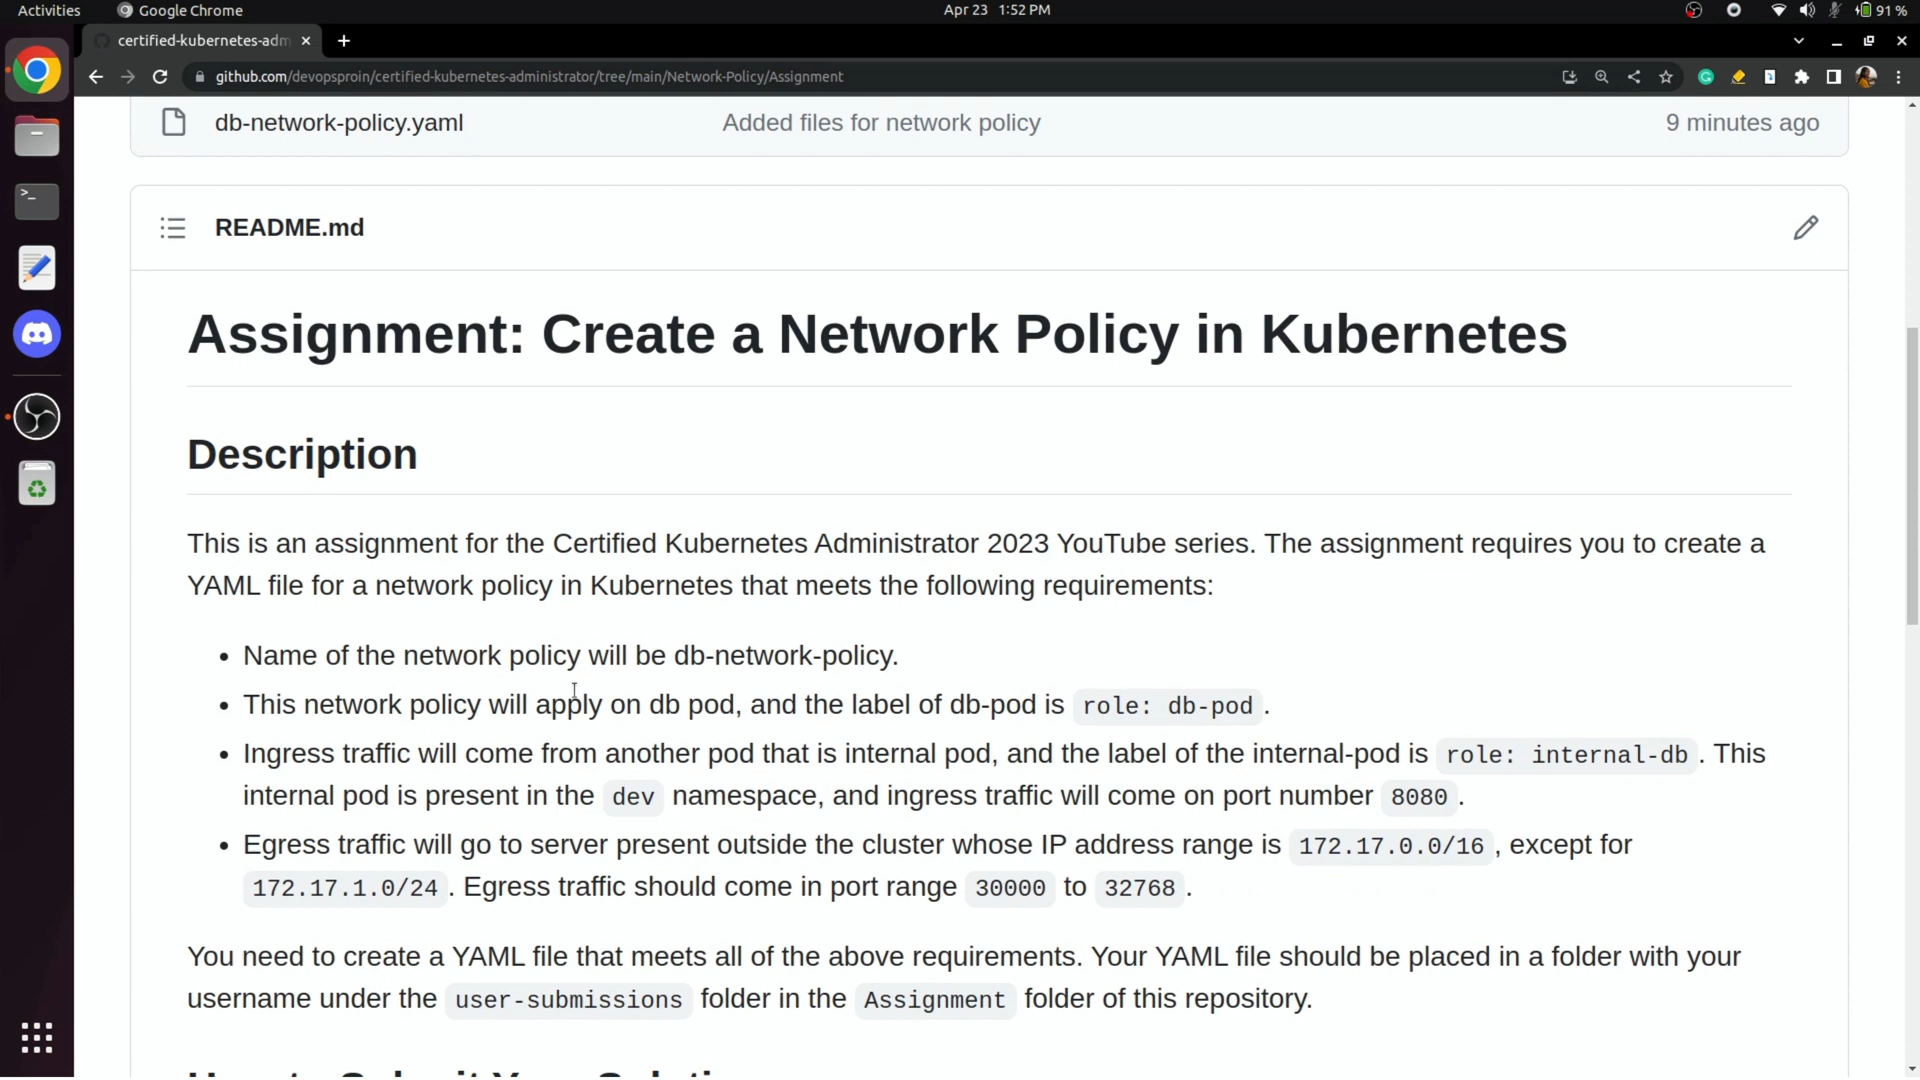 Activities Google Chrome Apr 23 1:52 PM 91 %
certified-kubernetes-adm
github.com/devopsproin/certified-kubernetes-administrator/tree/main/Network-Policy/Assignment
db-network-policy.yaml Added files for network policy 9 minutes ago
README.md
Assignment: Create a Network Policy in Kubernetes
Description
This is an assignment for the Certified Kubernetes Administrator 2023 YouTube series. The assignment requires you to create a
YAML file for a network policy in Kubernetes that meets the following requirements:
• Name of the network policy will be db-network-policy.
• This network policy will apply on db pod, and the label of db-pod is role: db-pod.
• Ingress traffic will come from another pod that is internal pod, and the label of the internal-pod is role: internal-db. This
internal pod is present in the dev namespace, and ingress traffic will come on port number 8080.
• Egress traffic will go to server present outside the cluster whose IP address range is 172.17.0.0/16, except for
172.17.1.0/24. Egress traffic should come in port range 30000 to 32768.
You need to create a YAML file that meets all of the above requirements. Your YAML file should be placed in a folder with your
username under the user-submissions folder in the Assignment folder of this repository.